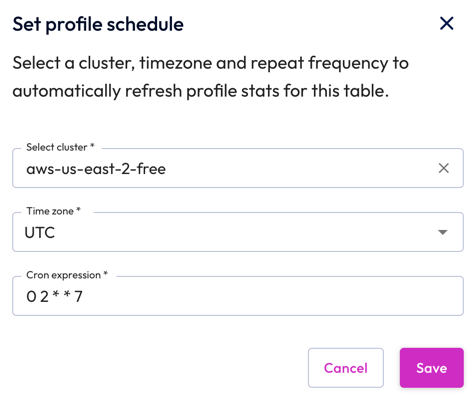 Set profile schedule
Select a cluster, timezone and repeat frequency to
automatically refresh profile stats for this table.
Select cluster *
aws-us-east-2-free
Time zone *
UTC
Cron expression *
0 2 * * 7
Cancel
Save